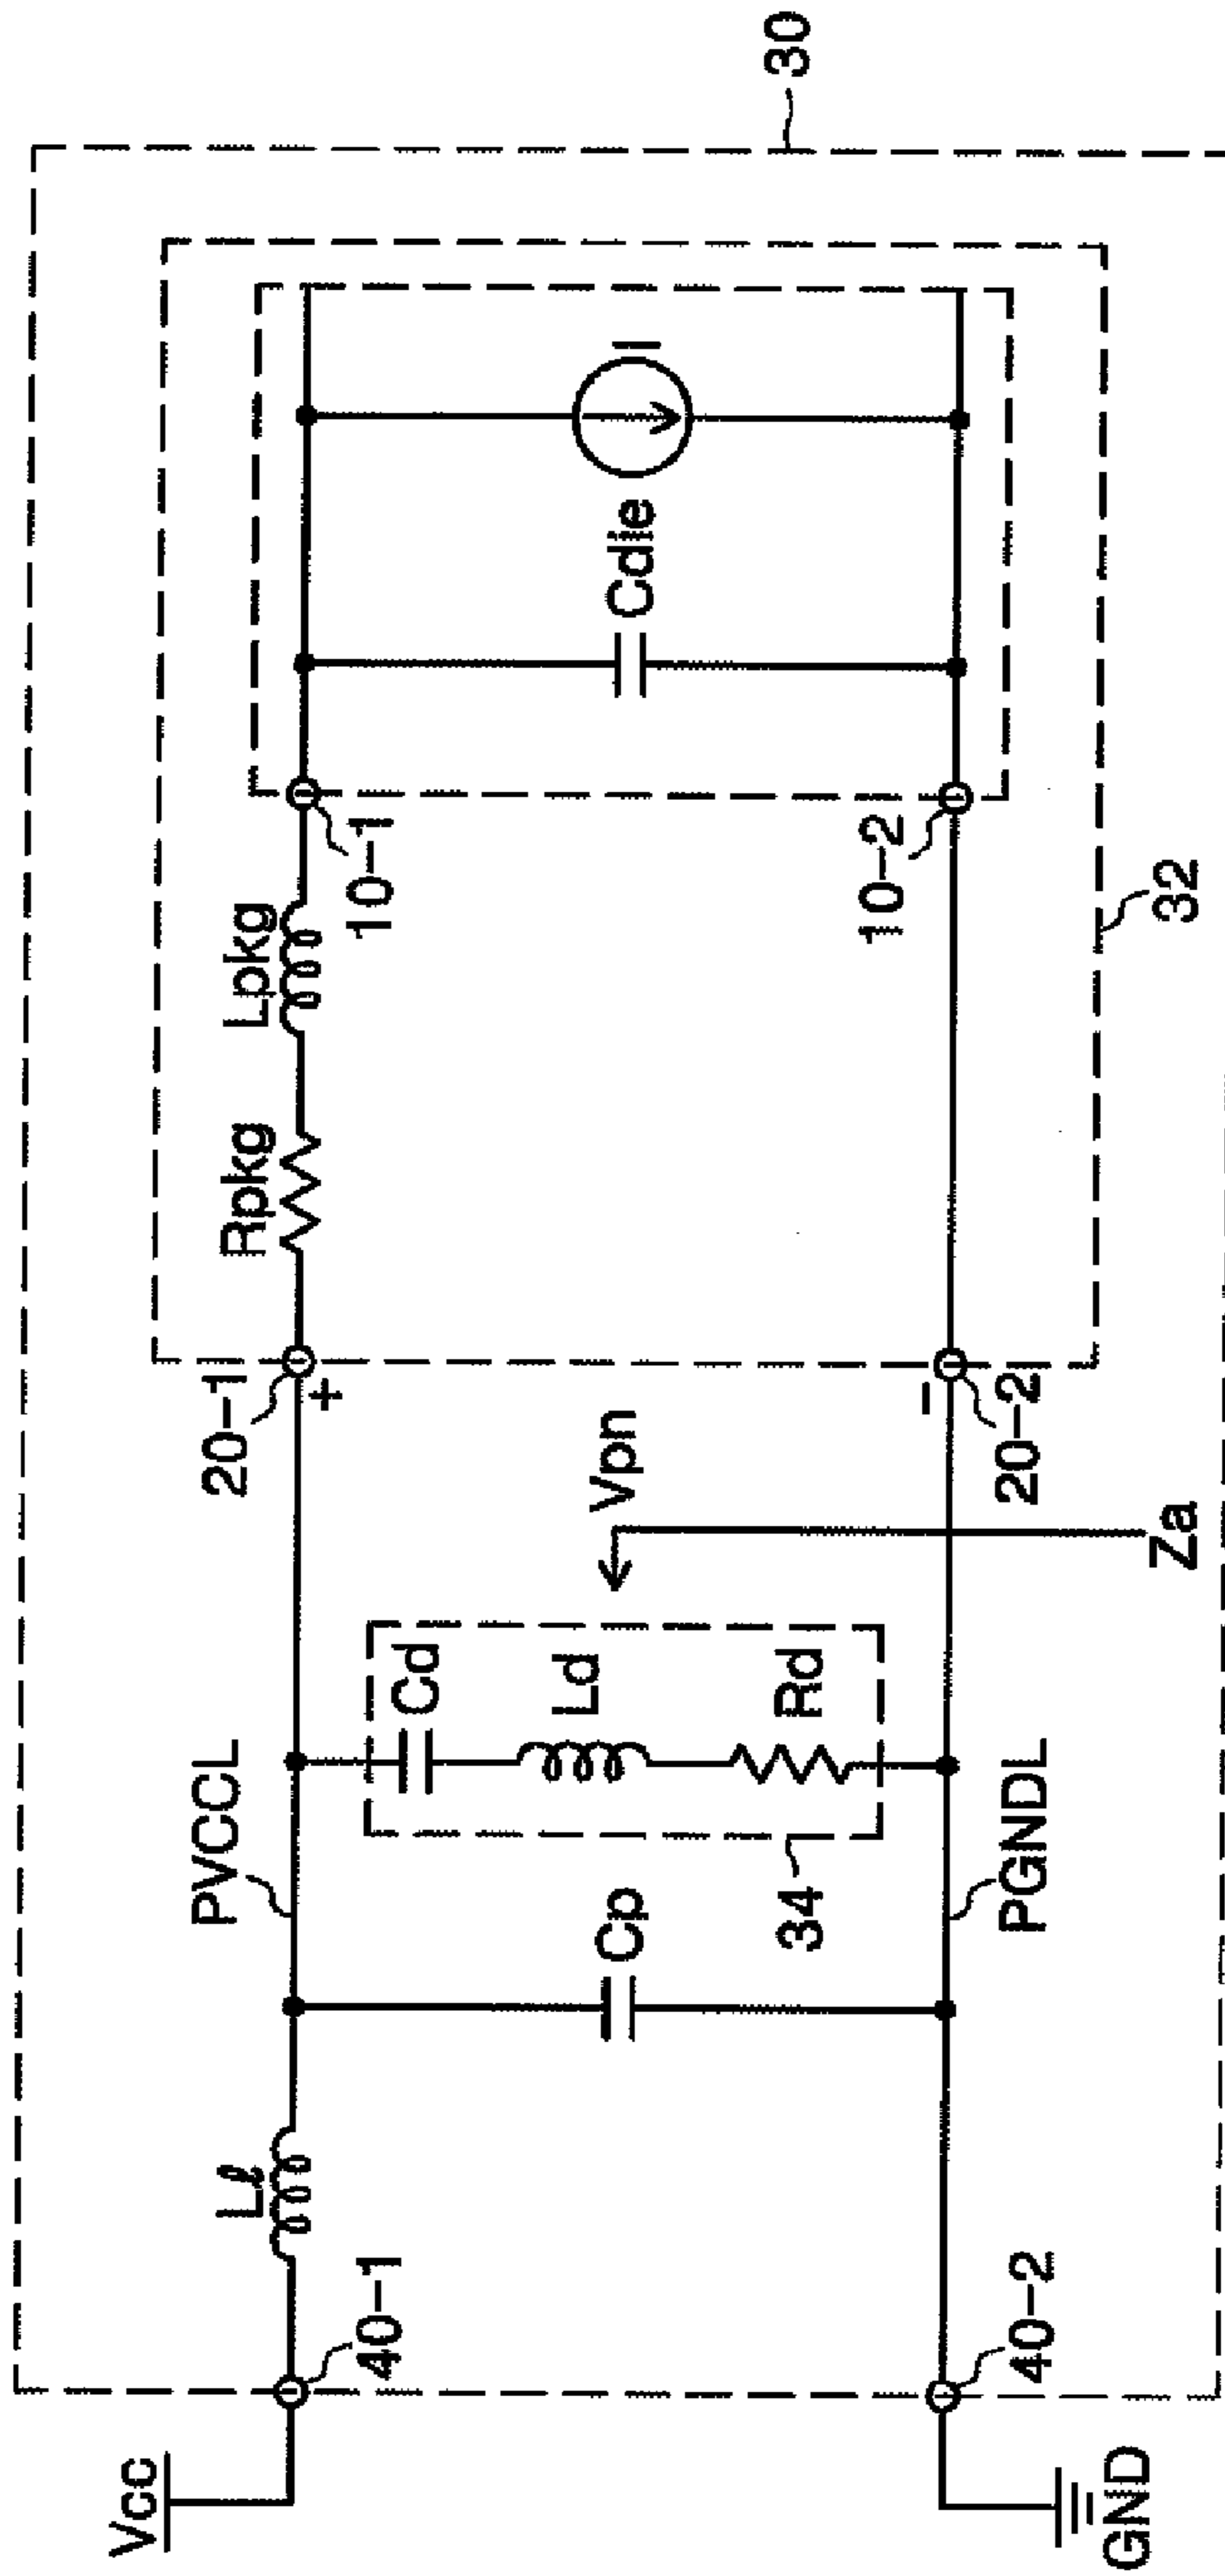 30
Vcc
40-1
Lℓ
PVCCL
20-1
Rpkg
Lpkg
10-1
Cp
Cd
Ld
Rd
34
Vpn
+
-
Cdie
Il
10-2
20-2
32
Za
PGNDL
40-2
GND